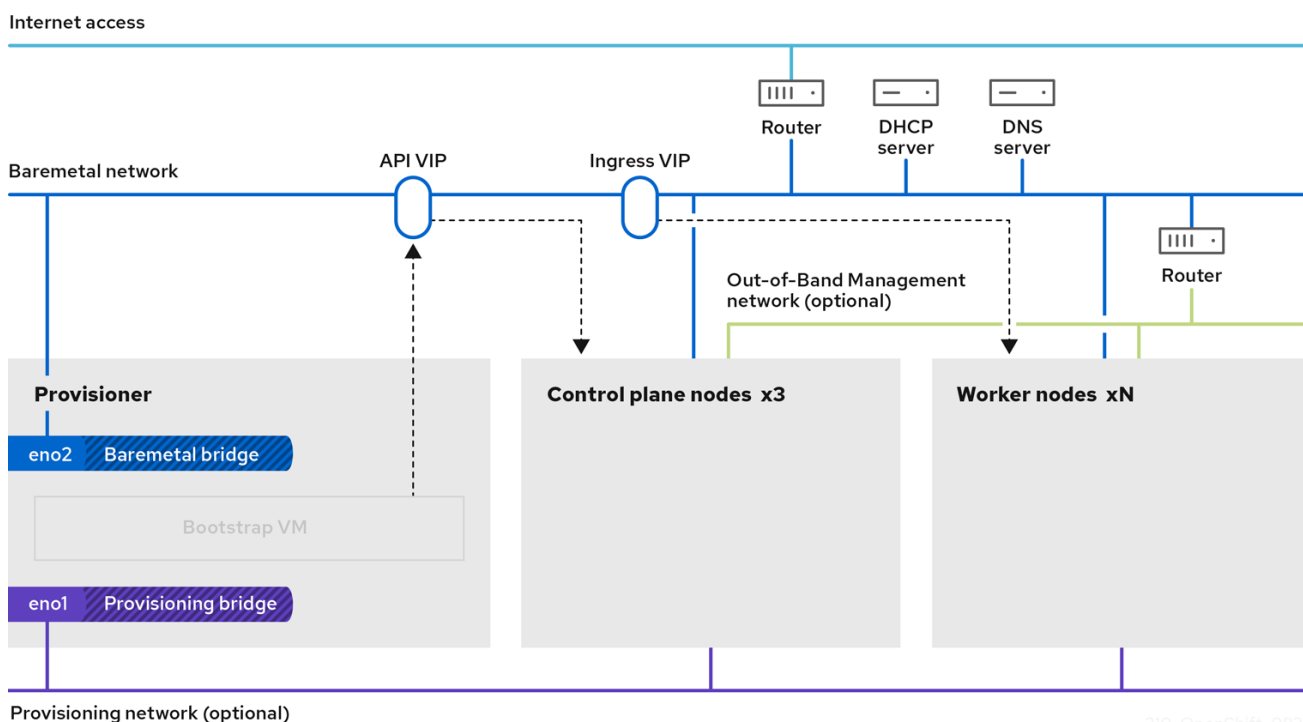 Internet access
Router
DHCP
server
DNS
server
API VIP
Ingress VIP
Baremetal network
Router
Out-of-Band Management
network (optional)
Provisioner
Control plane nodes x3
Worker nodes xN
eno2
Baremetal bridge
Bootstrap VM
eno1
Provisioning bridge
Provisioning network (optional)